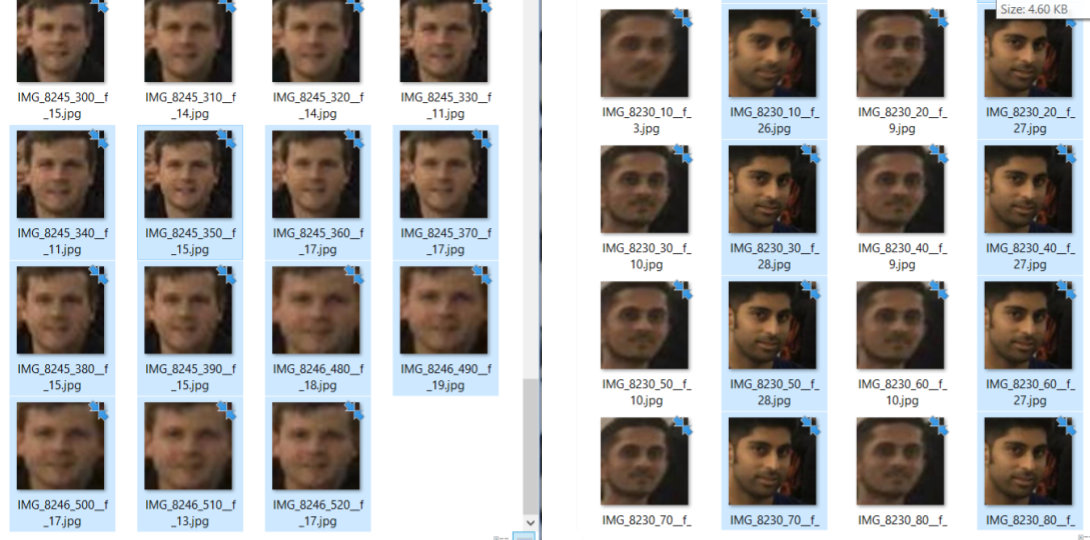 IMG_8245_300__f
_15.jpg
IMG_8245_310__f
_14.jpg
IMG_8245_320__f
_14.jpg
IMG_8245_330__f
_11.jpg
IMG_8245_340__f
_11.jpg
IMG_8245_350__f
_15.jpg
IMG_8245_360__f
_17.jpg
IMG_8245_370__f
_17.jpg
IMG_8245_380__f
_15.jpg
IMG_8245_390__f
_15.jpg
IMG_8246_480__f
_18.jpg
IMG_8246_490__f
_19.jpg
IMG_8246_500__f
_17.jpg
IMG_8246_510__f
_13.jpg
IMG_8246_520__f
_17.jpg
Size: 4.60 KB
IMG_8230_10__f_
3.jpg
IMG_8230_10__f_
26.jpg
IMG_8230_20__f_
9.jpg
IMG_8230_20__f_
27.jpg
IMG_8230_30__f_
10.jpg
IMG_8230_30__f_
28.jpg
IMG_8230_40__f_
9.jpg
IMG_8230_40__f_
27.jpg
IMG_8230_50__f_
10.jpg
IMG_8230_50__f_
28.jpg
IMG_8230_60__f_
10.jpg
IMG_8230_60__f_
27.jpg
IMG_8230_70__f_
IMG_8230_70__f_
IMG_8230_80__f_
IMG_8230_80__f_